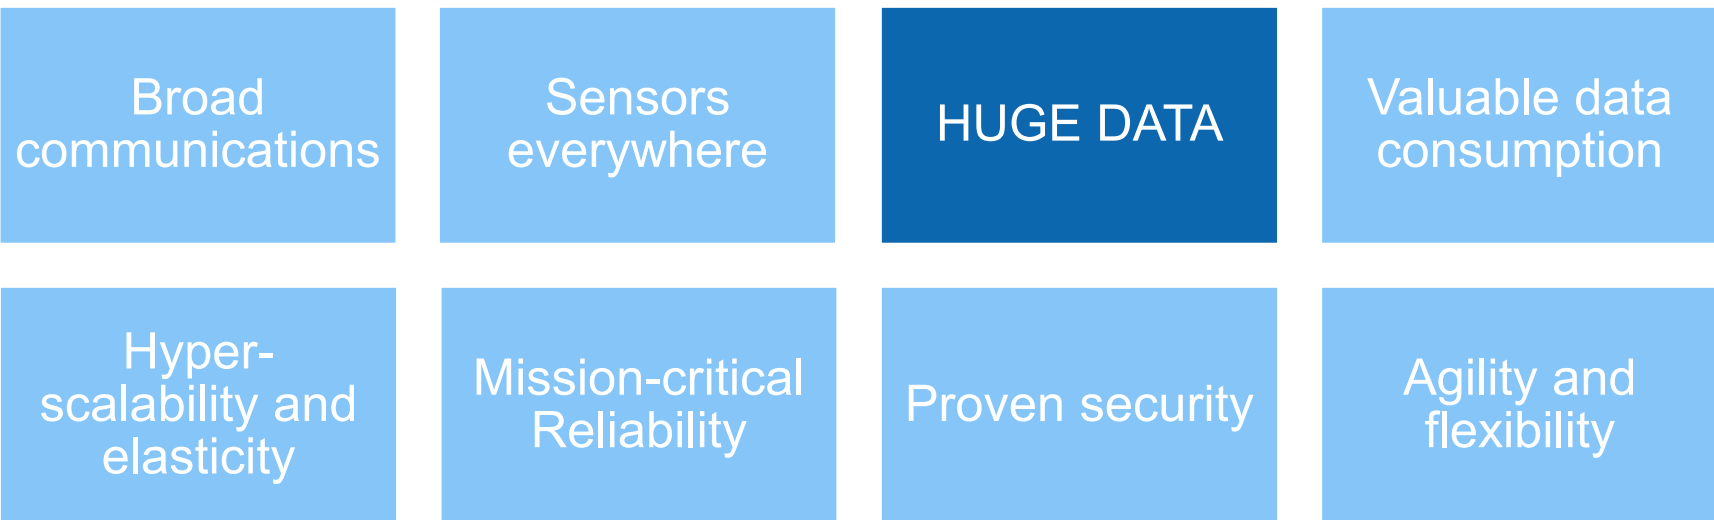 Broad
communications
Sensors
everywhere
HUGE DATA
Valuable data
consumption
Hyper-
scalability and
elasticity
Mission-critical
Reliability
Proven security
Agility and
flexibility